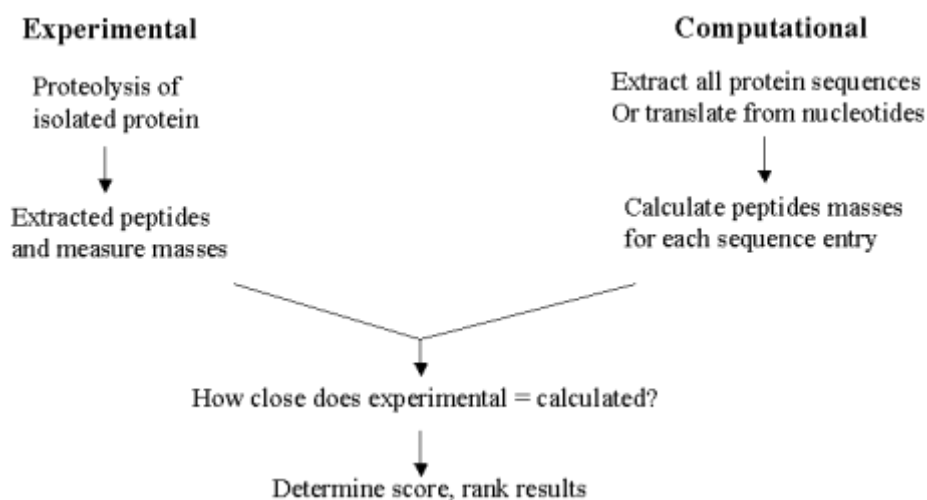 Experimental
Proteolysis of
isolated protein
Extracted peptides
and measure masses
Computational
Extract all protein sequences
Or translate from nucleotides
Calculate peptides masses
for each sequence entry
How close does experimental = calculated?
Determine score, rank results